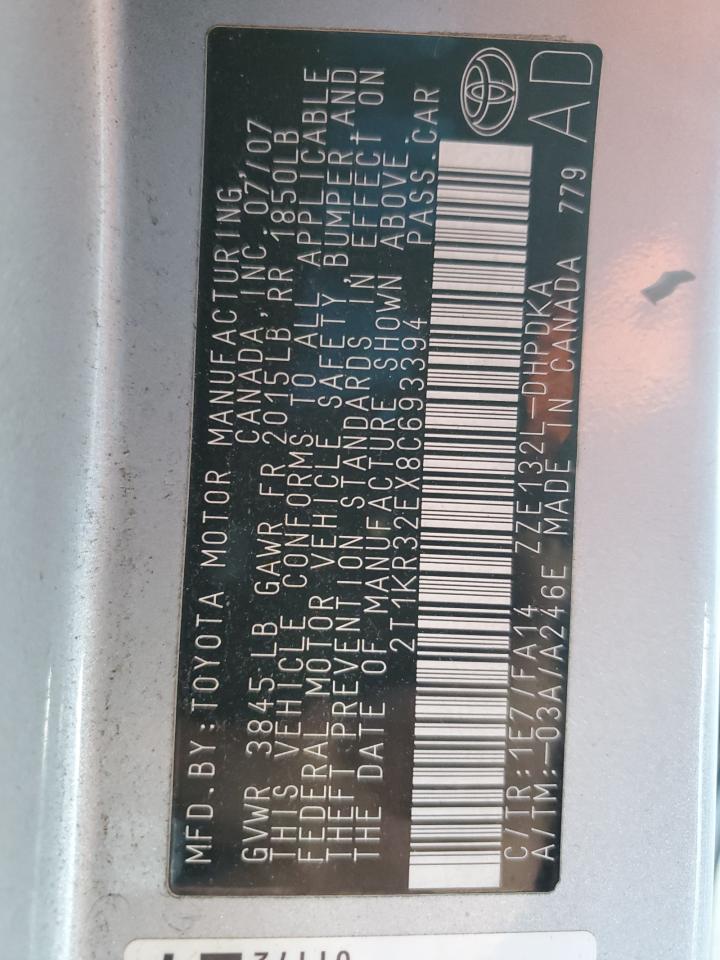 MFD.BY:TOYOTA MOTOR MANUFACTURING,
CANADA,INC. 07/07
GVWR 3845 LB GAWR FR 2015LB RR 1850LB
THIS VEHICLE CONFORMS TO ALL APPLICABLE
FEDERAL MOTOR VEHICLE SAFETY, BUMPER, AND
THEFT PREVENTION STANDARDS IN EFFECT ON
THE DATE OF MANUFACTURE SHOWN ABOVE.
2T1KR32EX8C693394 PASS.CAR
C/TR:1E7/FA14 ZZE132L-DHPDKA
A/TM:-03A/A246E MADE IN CANADA 779
AD